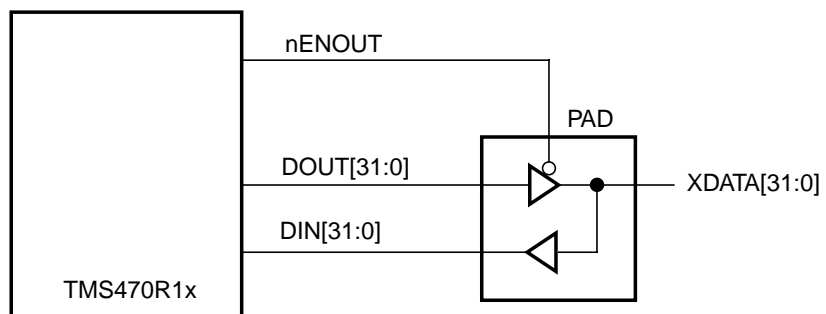 nENOUT
PAD
DOUT[31:0]
XDATA[31:0]
DIN[31:0]
TMS470R1x